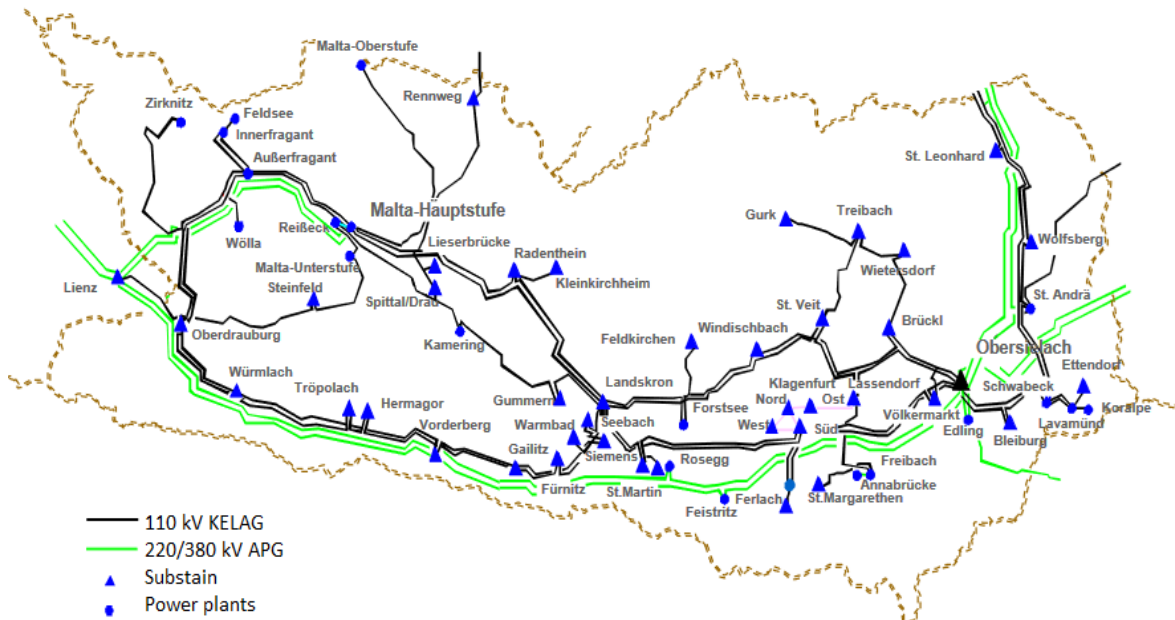 Malta-Oberstufe
Rennweg
Zirknitz
Feldsee
Innerfragant
Außerfragant
St. Leonhard
Malta-Häuptstufe
Gurk
Treibach
Reißeck
Wölla
Lieserbrücke
Radenthein
Wolfsberg
Wietersdorf
Malta-Unterstufe
Kleinkirchheim
Lienz
Steinfeld
Spittal/Drau
St. Andrä
St. Veit
Oberdrauburg
Kamering
Feldkirchen
Windischbach
Brückl
Obersielach
Würmlach
Ettendorf
Tröpolach
Landskron
Klagenfurt
Lassendorf
Schwabeck
Hermagor
Gummern
Nord
Ost
Koralpe
Vorderberg
Warmbad
Seebach
Forstsee
West
Süd
Völkermarkt
Lavamünd
Edling
Bleiburg
Gailitz
Siemens
Rosegg
Freibach
Fürnitz
St.Martin
Ferlach
Annabrücke
St.Margarethen
Feistritz
110 kV KELAG
220/380 kV APG
Substain
Power plants